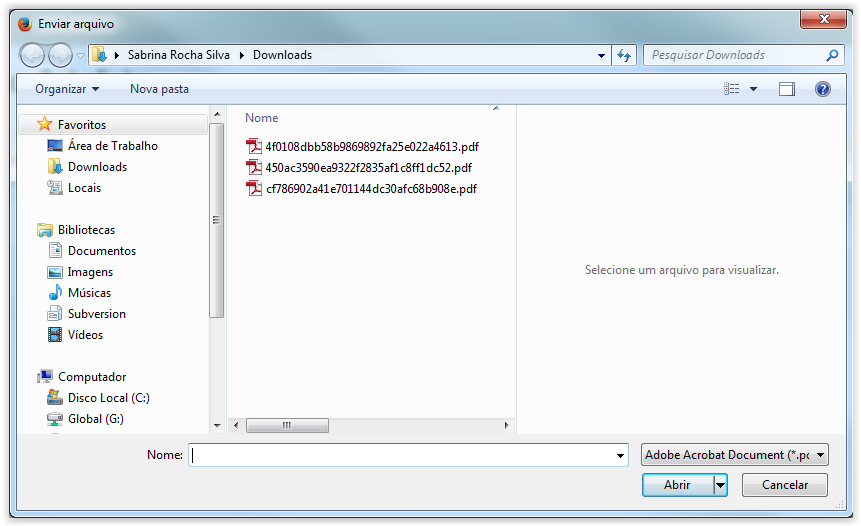 Enviar arquivo
Sabrina Rocha Silva Downloads
Pesquisar Downloads
Organizar Nova pasta
Favoritos
Área de Trabalho
Downloads
Locais
Bibliotecas
Documentos
Imagens
Músicas
Subversion
Vídeos
Computador
Disco Local (C:)
Global (G:)
Nome
4f0108dbb58b9869892fa25e022a4613.pdf
450ac3590ea9322f2835af1c8ff1dc52.pdf
cf786902a41e701144dc30afc68b908e.pdf
Selecione um arquivo para visualizar.
Nome:
Adobe Acrobat Document (*.pc
Abrir Cancelar